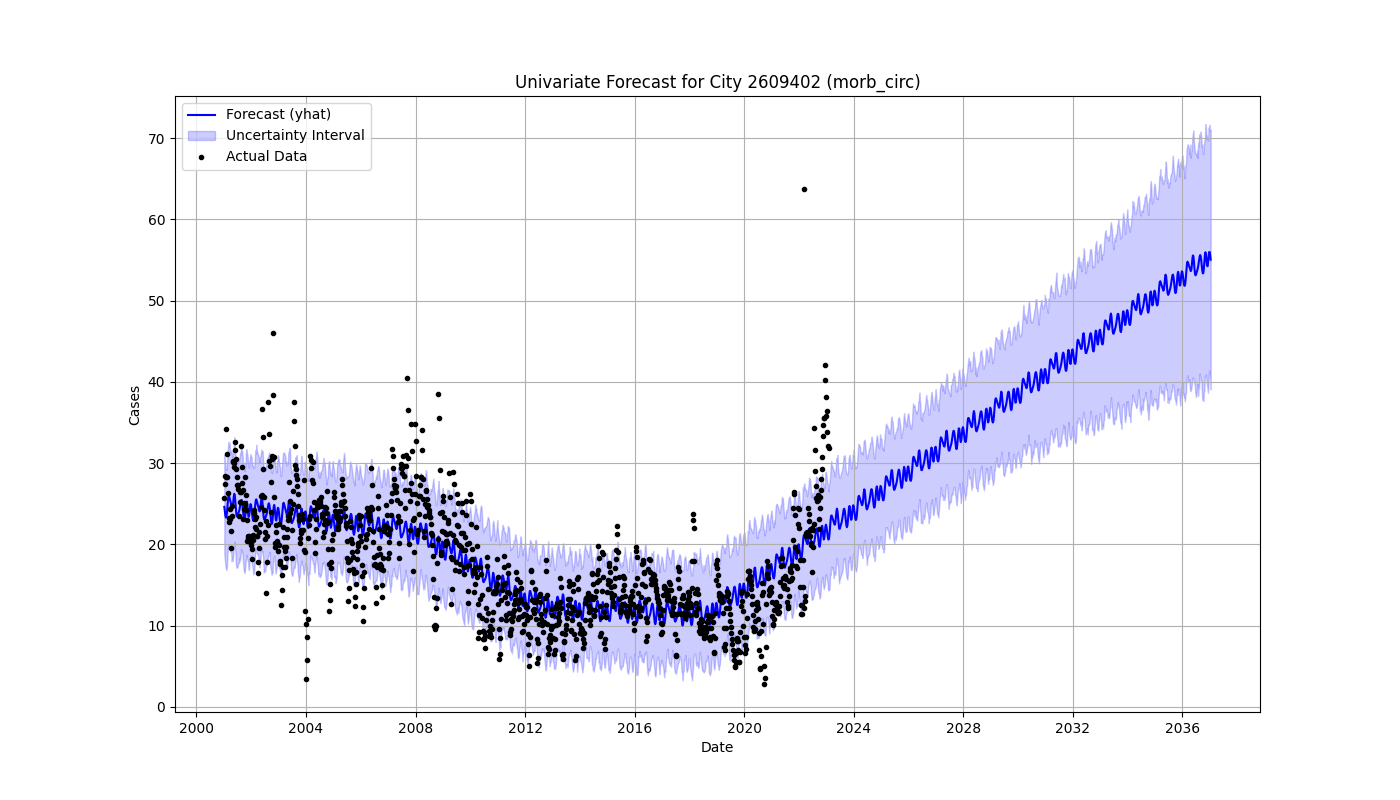 Univariate Forecast for City 2609402 (morb_circ)
Forecast (yhat)
Uncertainty Interval
Actual Data
70
60
50
40
30
20
10
0
Cases
2000 2004 2008 2012 2016 2020 2024 2028 2032 2036
Date